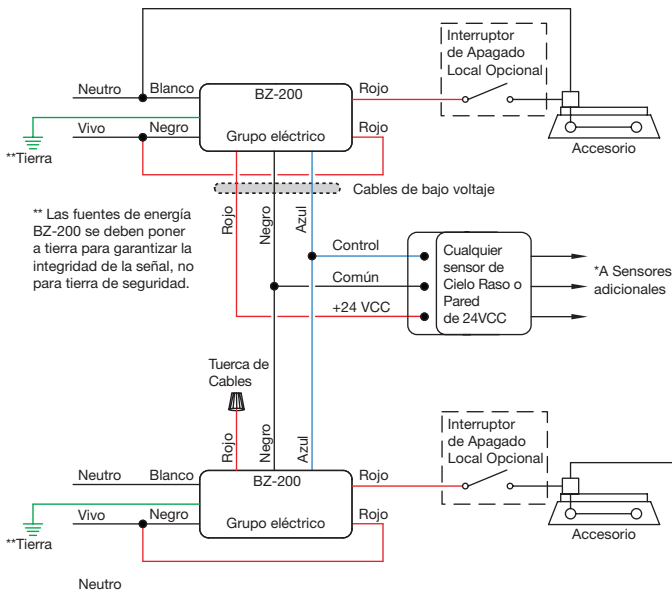 Interruptor
de Apagado
Local Opcional
Neutro
Blanco
BZ-200
Rojo
Vivo
Negro
Grupo eléctrico
Rojo
**Tierra
Accesorio
Cables de bajo voltaje
Rojo
Negro
Azul
** Las fuentes de energía
BZ-200 se deben poner
a tierra para garantizar la
integridad de la señal, no
para tierra de seguridad.
Control
Común
+24 VCC
Cualquier
sensor de
Cielo Raso o
Pared
de 24VCC
*A Sensores
adicionales
Tuerca de
Cables
Rojo
Negro
Azul
Interruptor
de Apagado
Local Opcional
Neutro
Blanco
BZ-200
Rojo
Vivo
Negro
Grupo eléctrico
Rojo
**Tierra
Accesorio
Neutro